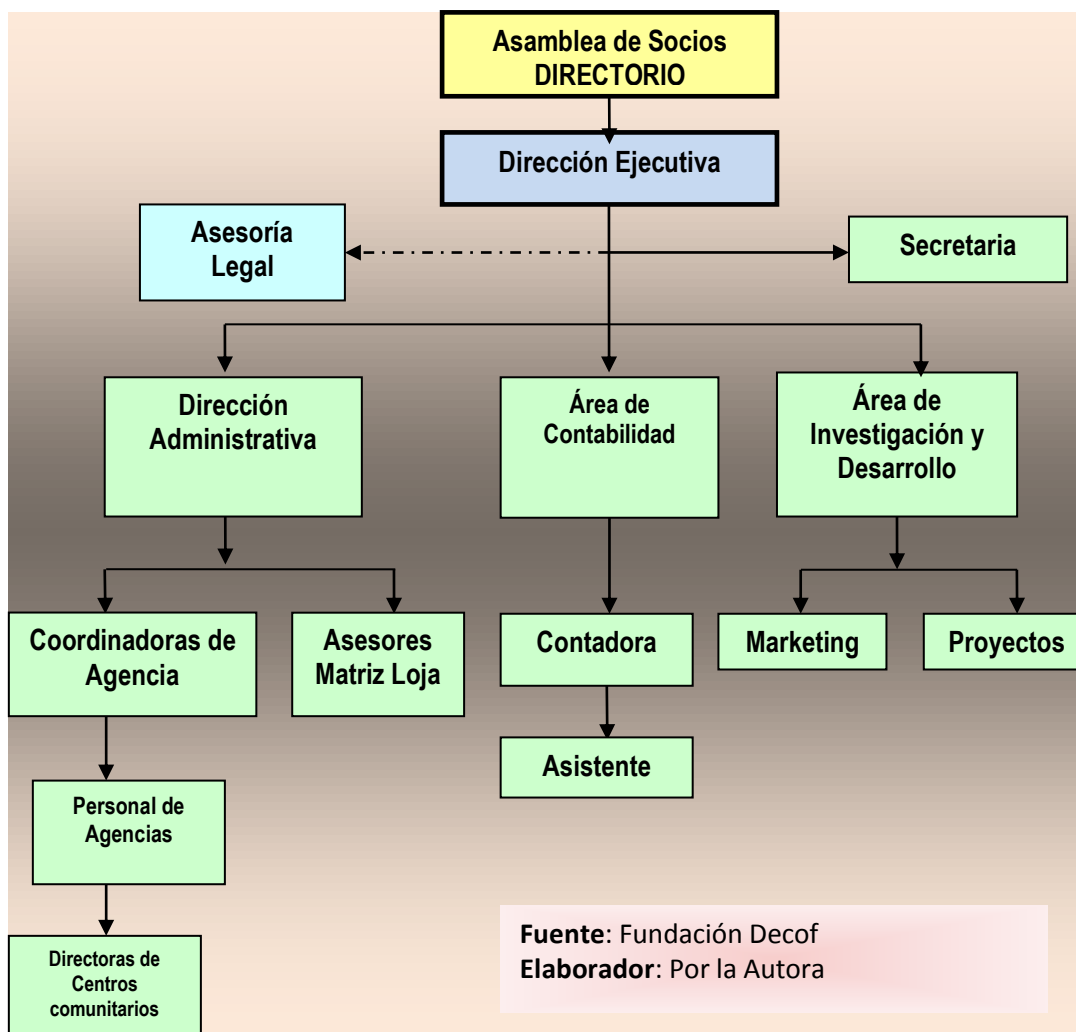 Asamblea de Socios
DIRECTORIO
Dirección Ejecutiva
Asesoría
Legal
Secretaria
Dirección
Administrativa
Área de
Contabilidad
Área de
Investigación y
Desarrollo
Coordinadoras de
Agencia
Asesores
Matriz Loja
Contadora
Marketing
Proyectos
Asistente
Personal de
Agencias
Directoras de
Centros
comunitarios
Fuente: Fundación Decof
Elaborador: Por la Autora